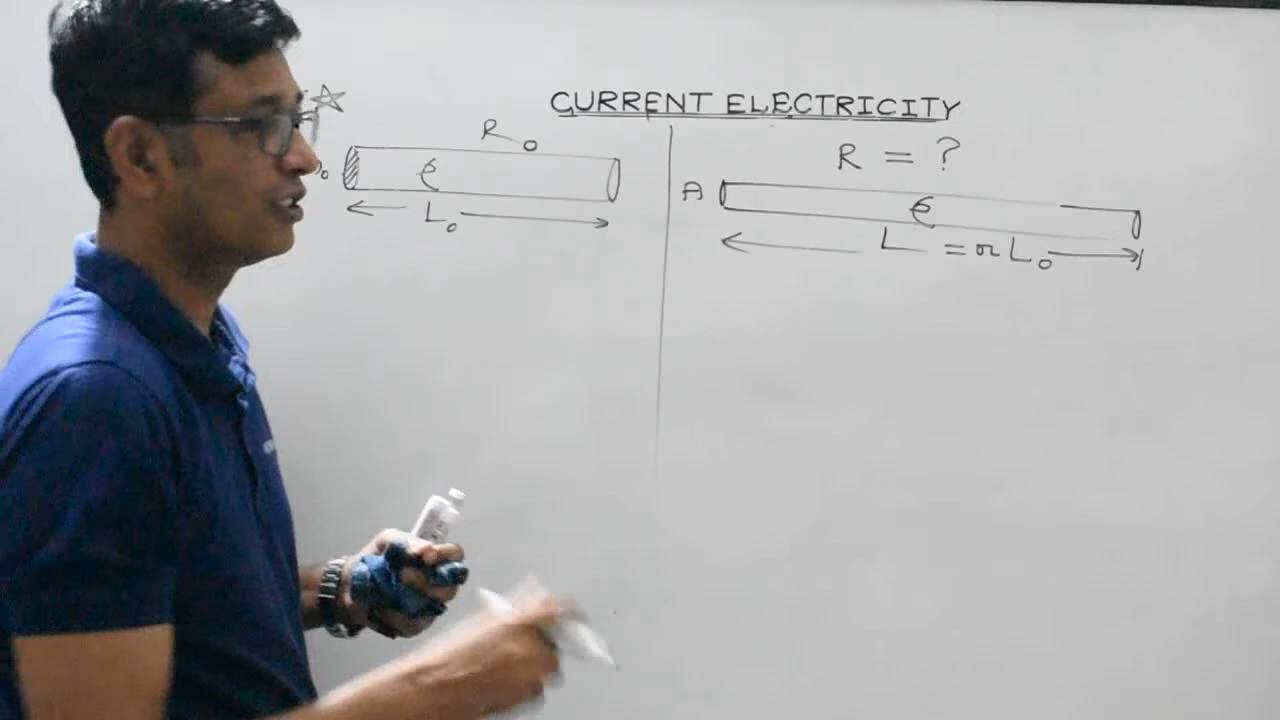 CURRENT ELECTRICITY
R₀
ρ
L₀
R = ?
A
ρ
L = nL₀